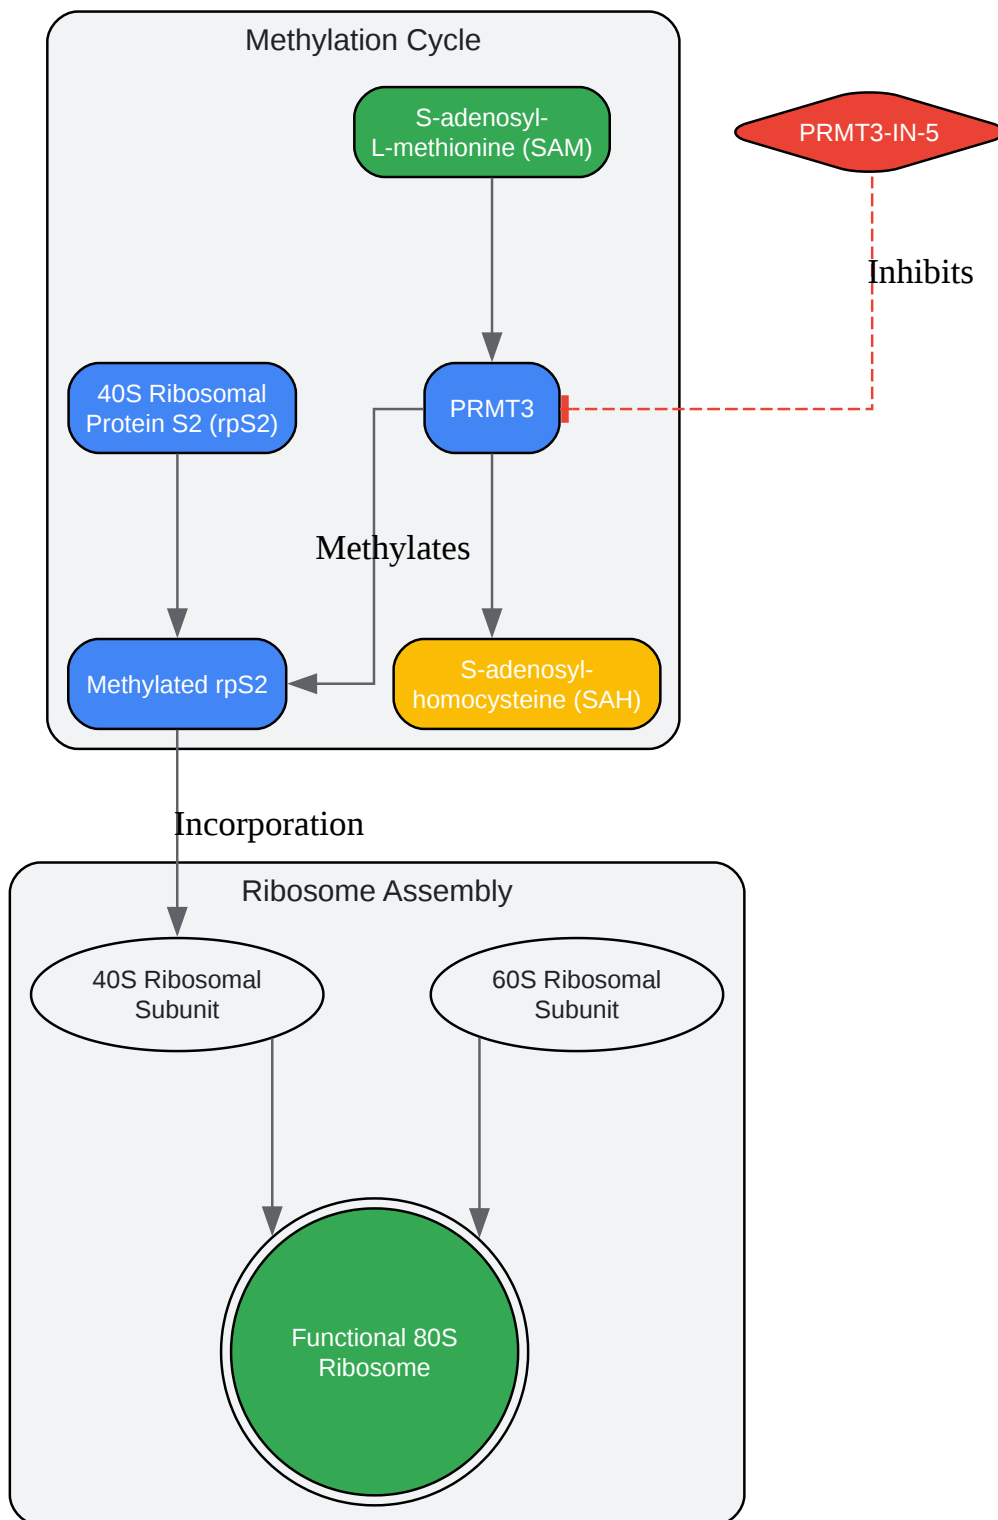 Methylation Cycle
S-adenosyl-
L-methionine (SAM)
PRMT3-IN-5
Inhibits
40S Ribosomal
Protein S2 (rpS2)
PRMT3
Methylates
Methylated rpS2
S-adenosyl-
homocysteine (SAH)
Incorporation
Ribosome Assembly
40S Ribosomal
Subunit
60S Ribosomal
Subunit
Functional 80S
Ribosome